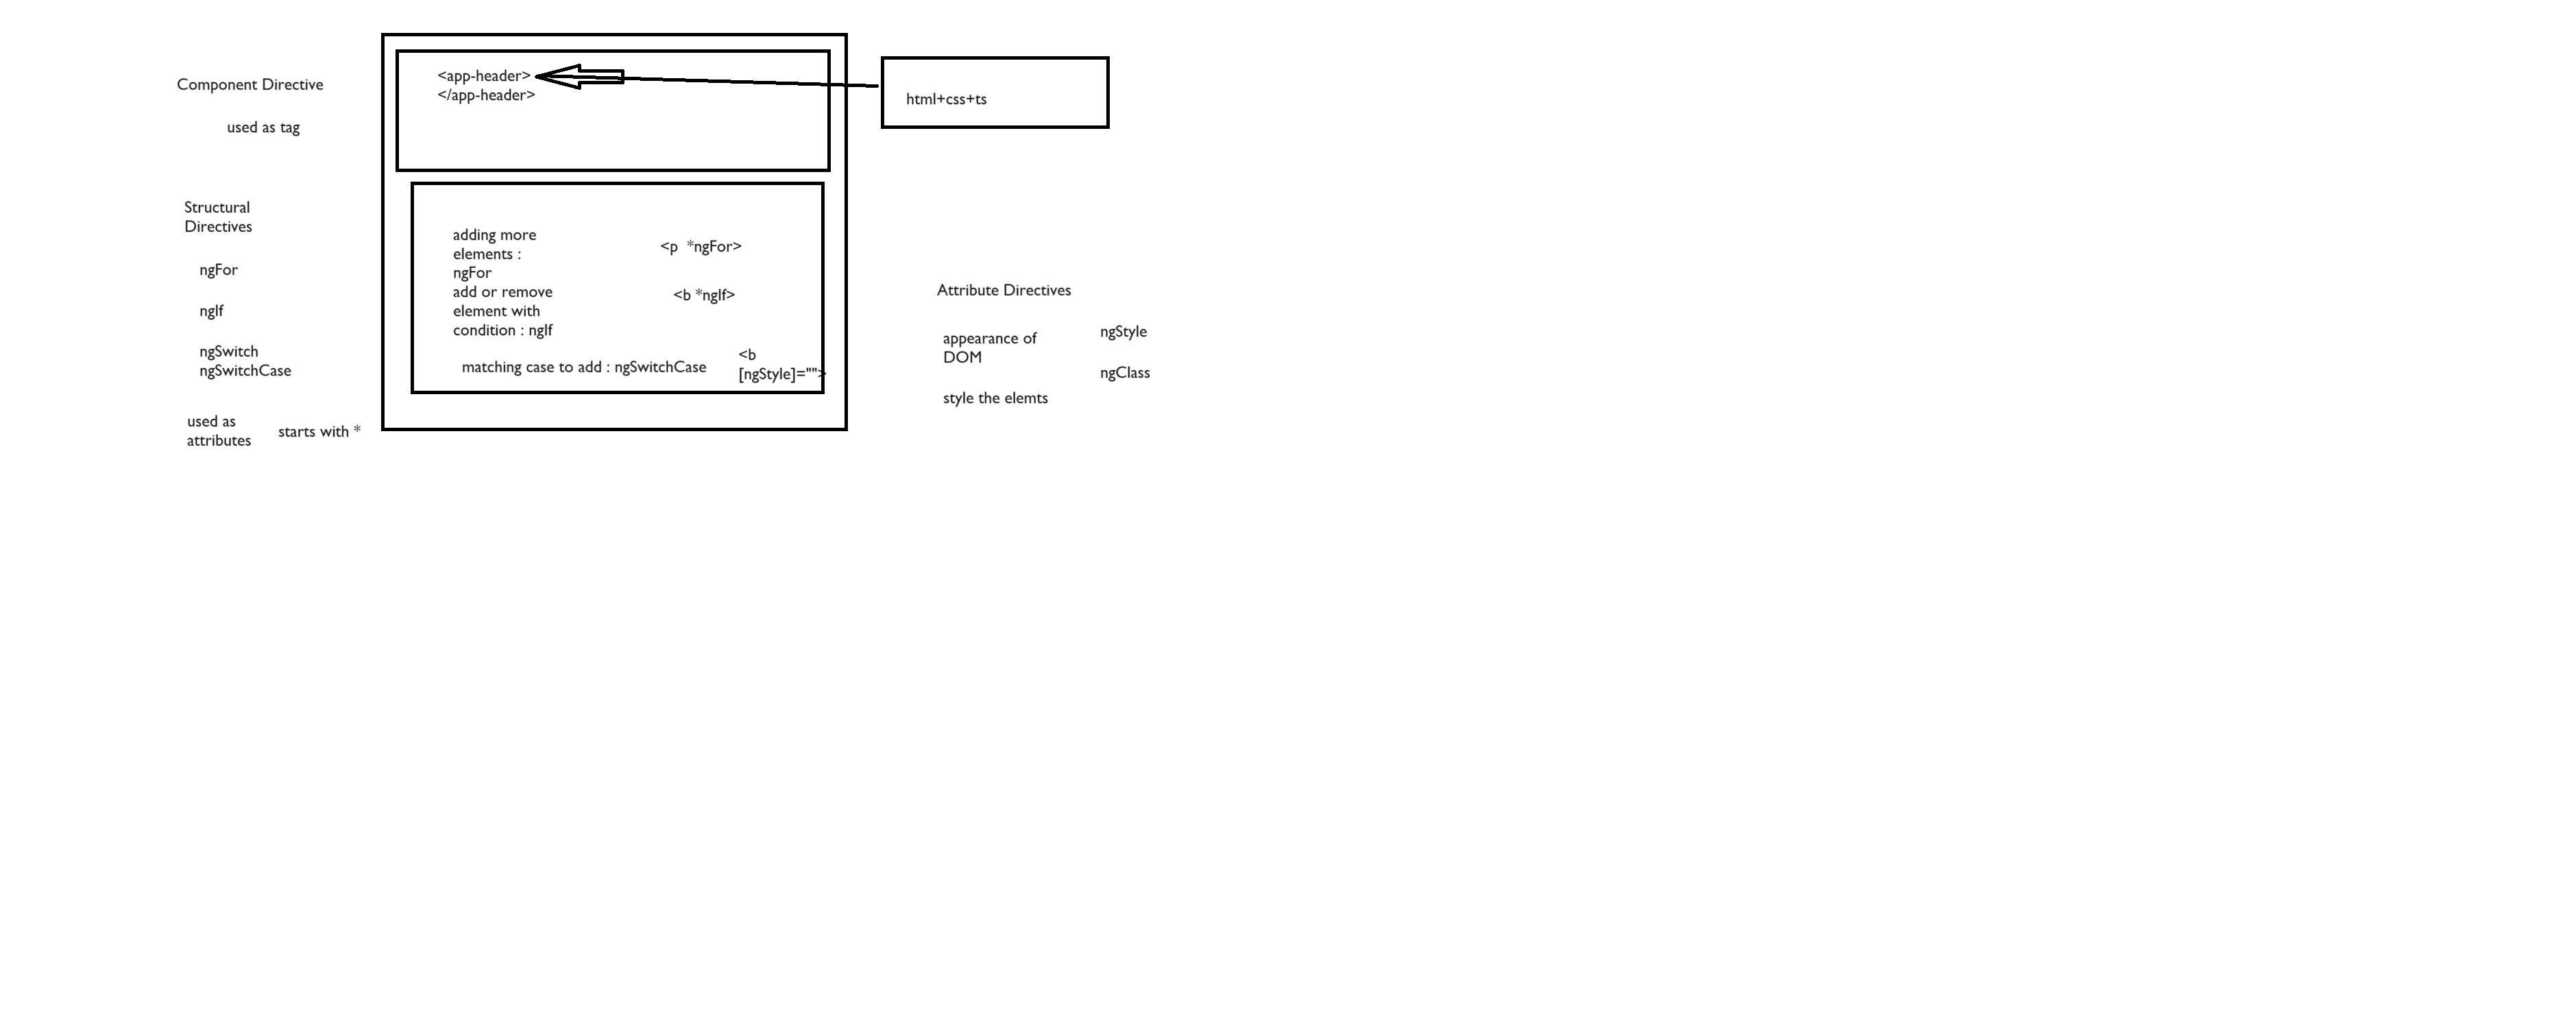 Component Directive
used as tag
<app-header>
</app-header>
html+css+ts
Structural
Directives
ngFor
ngIf
ngSwitch
ngSwitchCase
used as
attributes
starts with *
adding more
elements :
ngFor
add or remove
element with
condition : ngIf
<p  *ngFor>
<b *ngIf>
matching case to add : ngSwitchCase
<b
[ngStyle]="">
Attribute Directives
appearance of
DOM
style the elemts
ngStyle
ngClass